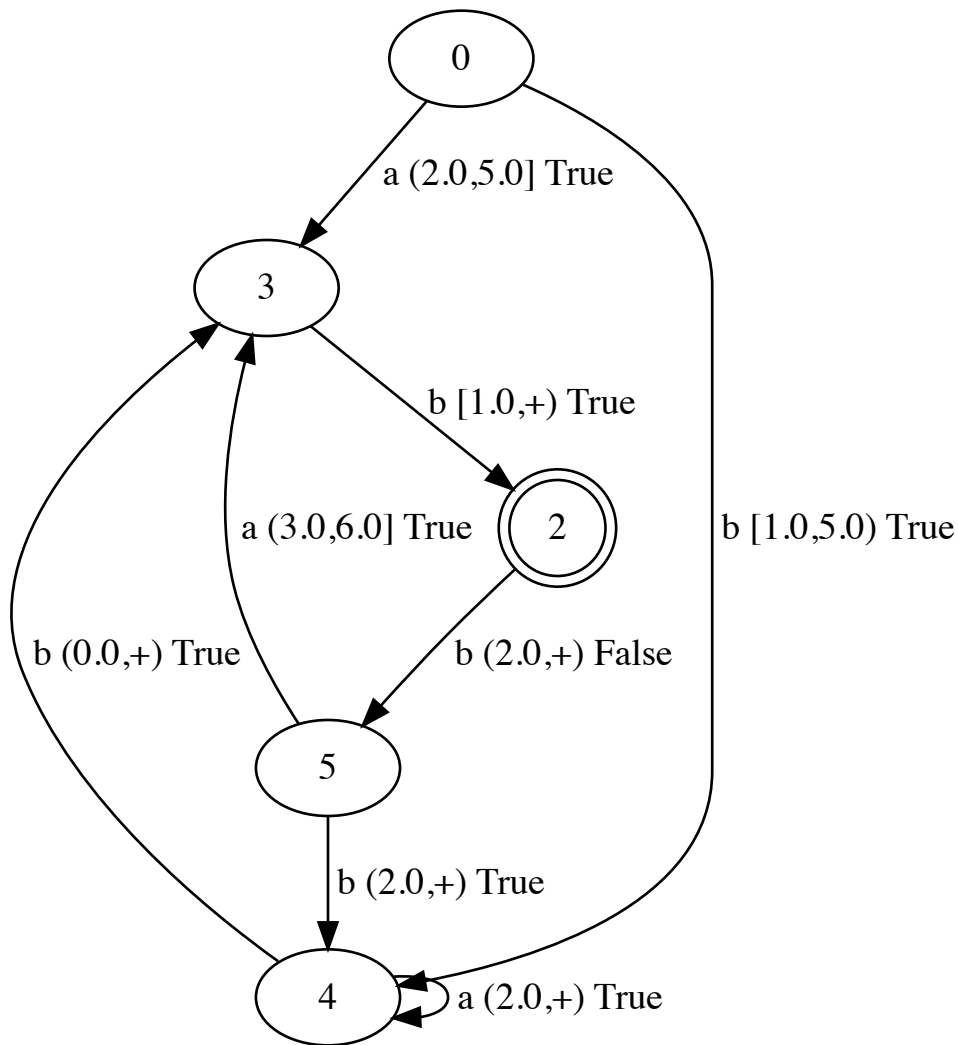 0
a (2.0,5.0] True
3
b [1.0,+) True
a (3.0,6.0] True
2
b [1.0,5.0) True
b (0.0,+) True
b (2.0,+) False
5
b (2.0,+) True
4
a (2.0,+) True